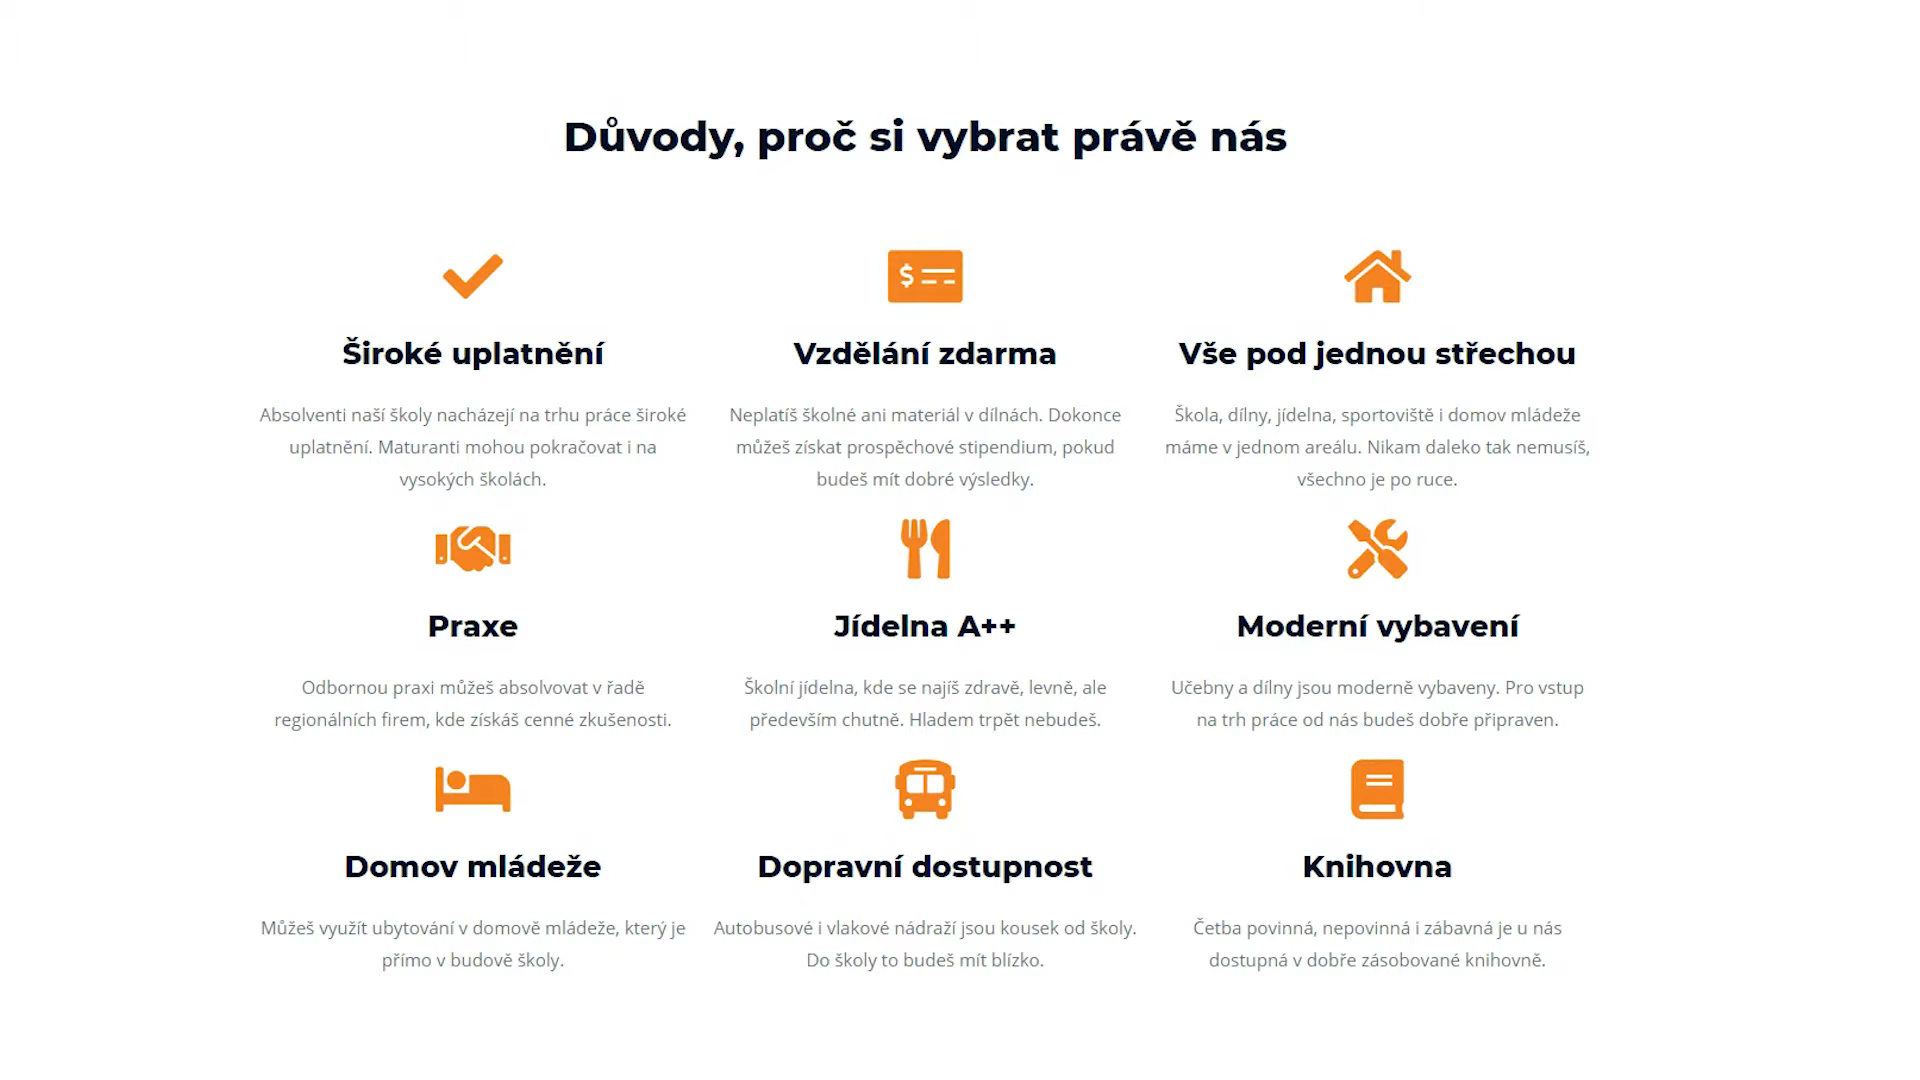 Důvody, proč si vybrat právě nás
Široké uplatnění
Absolventi naší školy nacházejí na trhu práce široké
uplatnění. Maturanti mohou pokračovat i na
vysokých školách.
Vzdělání zdarma
Neplatíš školné ani materiál v dílnách. Dokonce
můžeš získat prospěchové stipendium, pokud
budeš mít dobré výsledky.
Vše pod jednou střechou
Škola, dílny, jídelna, sportoviště i domov mládeže
máme v jednom areálu. Nikam daleko tak nemusíš,
všechno je po ruce.
Praxe
Odbornou praxi můžeš absolvovat v řadě
regionálních firem, kde získáš cenné zkušenosti.
Jídelna A++
Školní jídelna, kde se najíš zdravě, levně, ale
především chutně. Hladem trpět nebudeš.
Moderní vybavení
Učebny a dílny jsou moderně vybaveny. Pro vstup
na trh práce od nás budeš dobře připraven.
Domov mládeže
Můžeš využít ubytování v domově mládeže, který je
přímo v budově školy.
Dopravní dostupnost
Autobusové i vlakové nádraží jsou kousek od školy.
Do školy to budeš mít blízko.
Knihovna
Četba povinná, nepovinná i zábavná je u nás
dostupná v dobře zásobované knihovně.